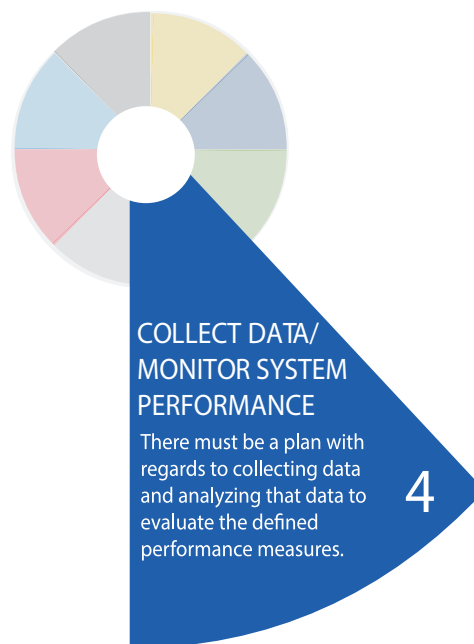 COLLECT DATA/
MONITOR SYSTEM
PERFORMANCE
There must be a plan with
regards to collecting data
and analyzing that data to
evaluate the defined
performance measures.
4